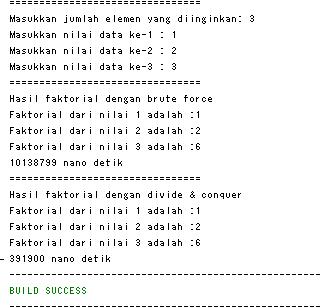 ================================
Masukkan jumlah elemen yang diinginkan: 3
Masukkan nilai data ke-1 : 1
Masukkan nilai data ke-2 : 2
Masukkan nilai data ke-3 : 3
================================
Hasil faktorial dengan brute force
Faktorial dari nilai 1 adalah :1
Faktorial dari nilai 2 adalah :2
Faktorial dari nilai 3 adalah :6
10138799 nano detik
================================
Hasil faktorial dengan divide & conquer
Faktorial dari nilai 1 adalah :1
Faktorial dari nilai 2 adalah :2
Faktorial dari nilai 3 adalah :6
391900 nano detik
------------------------------------------------------
BUILD SUCCESS
------------------------------------------------------